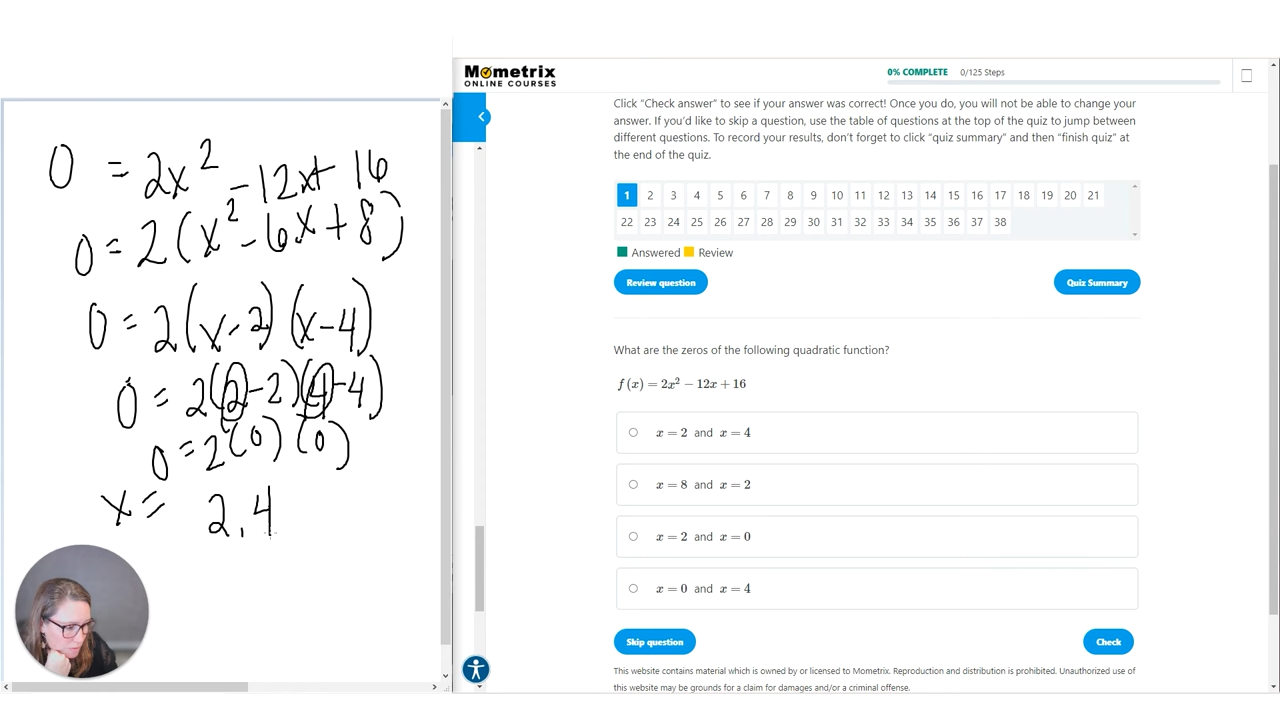 0 = 2x² - 12x + 16
0 = 2(x² - 6x + 8)
0 = 2(x - 2)(x - 4)
0 = 2(2 - 2)(4 - 4)
0 = 2(0)(0)
x = 2, 4
Mometrix
ONLINE COURSES
0% COMPLETE 0/125 Steps
Click “Check answer” to see if your answer was correct! Once you do, you will not be able to change your
answer. If you’d like to skip a question, use the table of questions at the top of the quiz to jump between
different questions. To record your results, don’t forget to click “quiz summary” and then “finish quiz” at
the end of the quiz.
1 2 3 4 5 6 7 8 9 10 11 12 13 14 15 16 17 18 19 20 21
22 23 24 25 26 27 28 29 30 31 32 33 34 35 36 37 38
Answered Review
Review question Quiz Summary
What are the zeros of the following quadratic function?
f(x) = 2x² − 12x + 16
x = 2 and x = 4
x = 8 and x = 2
x = 2 and x = 0
x = 0 and x = 4
Skip question Check
This website contains material which is owned by or licensed to Mometrix. Reproduction and distribution is prohibited. Unauthorized use of
this website may be grounds for a claim for damages and/or a criminal offense.